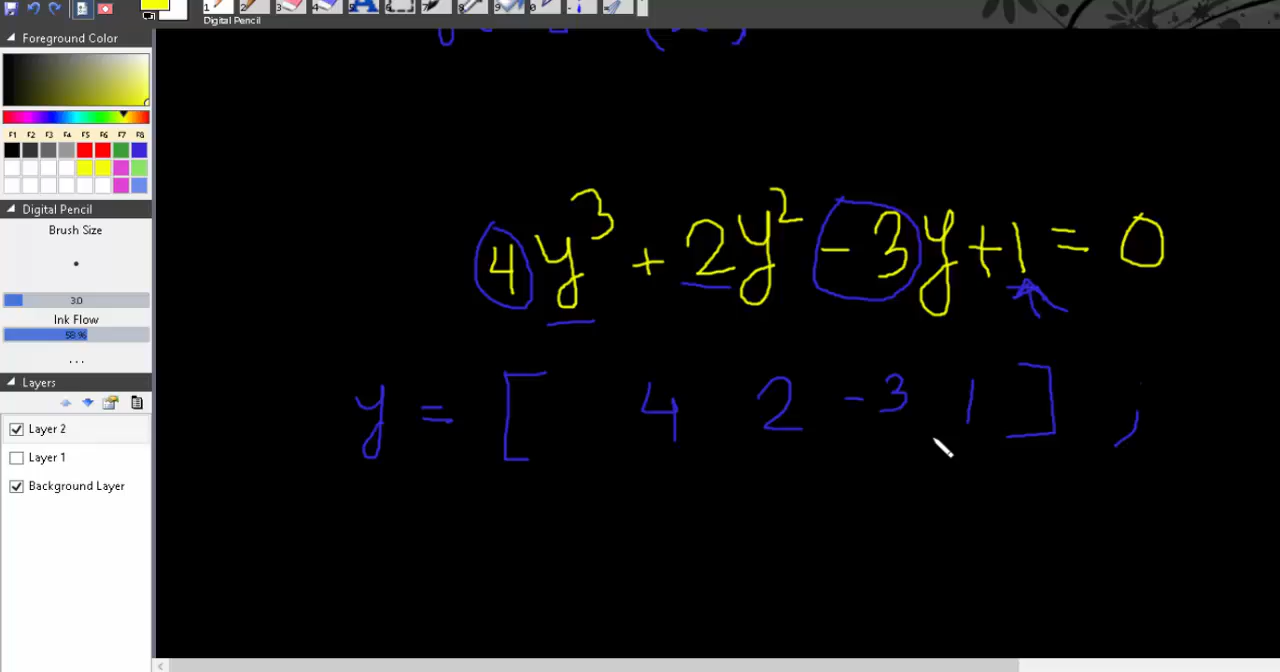 Digital Pencil
Foreground Color
F1 F2 F3 F4 F5 F6 F7 F8
Digital Pencil
Brush Size
3.0
Ink Flow
58 %
...
Layers
Layer 2
Layer 1
Background Layer
4y³ + 2y² - 3y + 1 = 0
y = [ 4 2 -3 1 ] ;